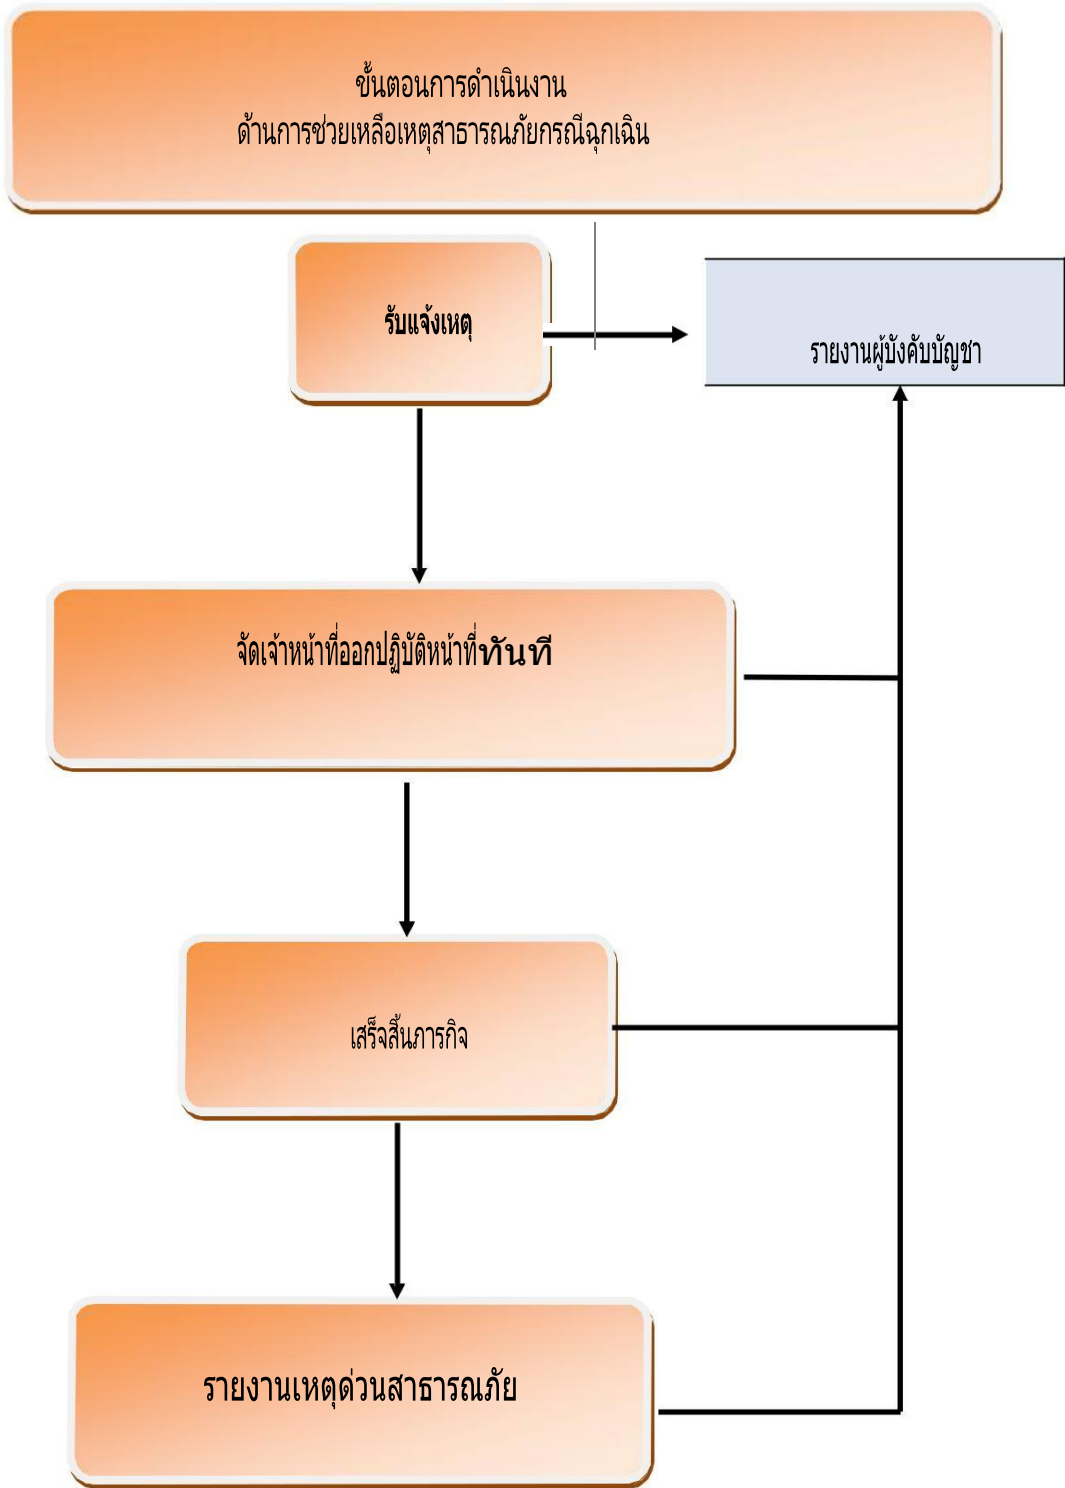 ขั้นตอนการดำเนินงาน
ด้านการช่วยเหลือเหตุสาธารณภัยกรณีฉุกเฉิน
รับแจ้งเหตุ
รายงานผู้บังคับบัญชา
จัดเจ้าหน้าที่ออกปฏิบัติหน้าที่ทันที
เสร็จสิ้นภารกิจ
รายงานเหตุด่วนสาธารณภัย